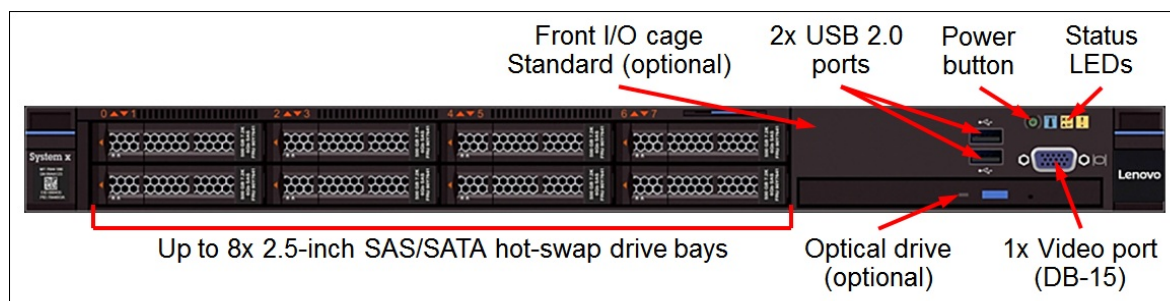 Front I/O cage
Standard (optional)
2x USB 2.0
ports
Power
button
Status
LEDs
0 1
2 3
4 5
6 7
System x
Lenovo
Up to 8x 2.5-inch SAS/SATA hot-swap drive bays
Optical drive
(optional)
1x Video port
(DB-15)